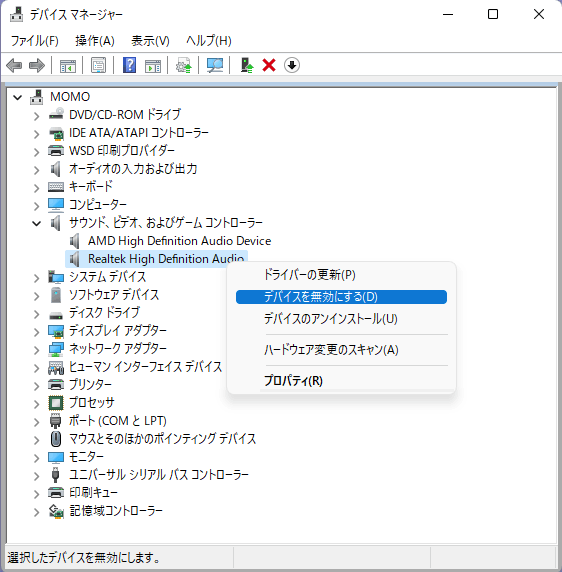 デバイス マネージャー
ファイル(F) 操作(A) 表示(V) ヘルプ(H)
MOMO
DVD/CD-ROM ドライブ
IDE ATA/ATAPI コントローラー
WSD 印刷プロバイダー
オーディオの入力および出力
キーボード
コンピューター
サウンド、ビデオ、およびゲーム コントローラー
AMD High Definition Audio Device
Realtek High Definition Audio
システム デバイス
ソフトウェア デバイス
ディスク ドライブ
ディスプレイ アダプター
ネットワーク アダプター
ヒューマン インターフェイス デバイス
プリンター
プロセッサ
ポート (COM と LPT)
マウスとそのほかのポインティング デバイス
モニター
ユニバーサル シリアル バス コントローラー
印刷キュー
記憶域コントローラー
ドライバーの更新(P)
デバイスを無効にする(D)
デバイスのアンインストール(U)
ハードウェア変更のスキャン(A)
プロパティ(R)
選択したデバイスを無効にします。